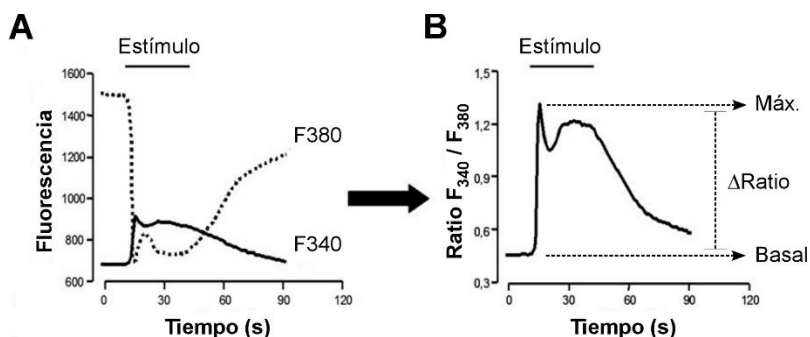 A
Estímulo
1600
1500
1400
1200
1000
800
600
Fluorescencia
F380
F340
0
30
60
90
120
Tiempo (s)
B
Estímulo
1,5
1,2
0,9
0,6
0,3
Ratio F340 / F380
Máx.
ΔRatio
Basal
0
30
60
90
120
Tiempo (s)